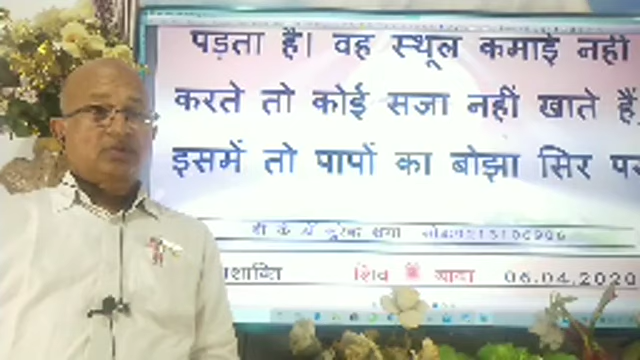 पड़ता है। वह स्थूल कमाई नहीं
करते तो कोई सजा नहीं खाते हैं,
इसमें तो पापों का बोझा सिर पर
शिव बाबा 06.04.2020